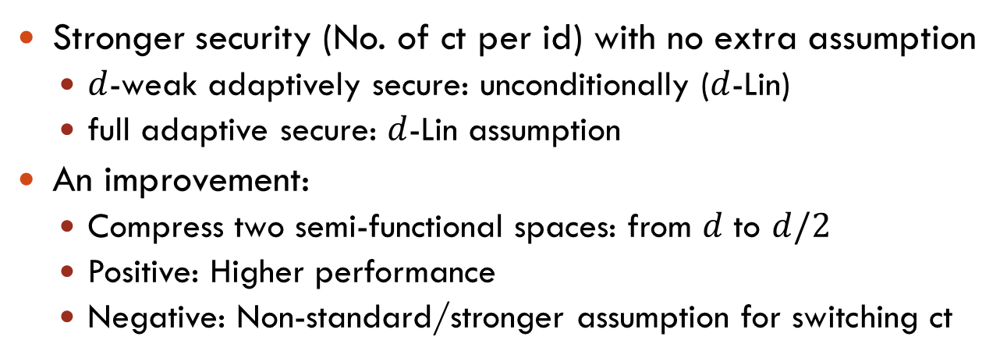 Stronger security (No. of ct per id) with no extra assumption
d-weak adaptively secure: unconditionally (d-Lin)
full adaptive secure: d-Lin assumption
An improvement:
Compress two semi-functional spaces: from d to d/2
Positive: Higher performance
Negative: Non-standard/stronger assumption for switching ct